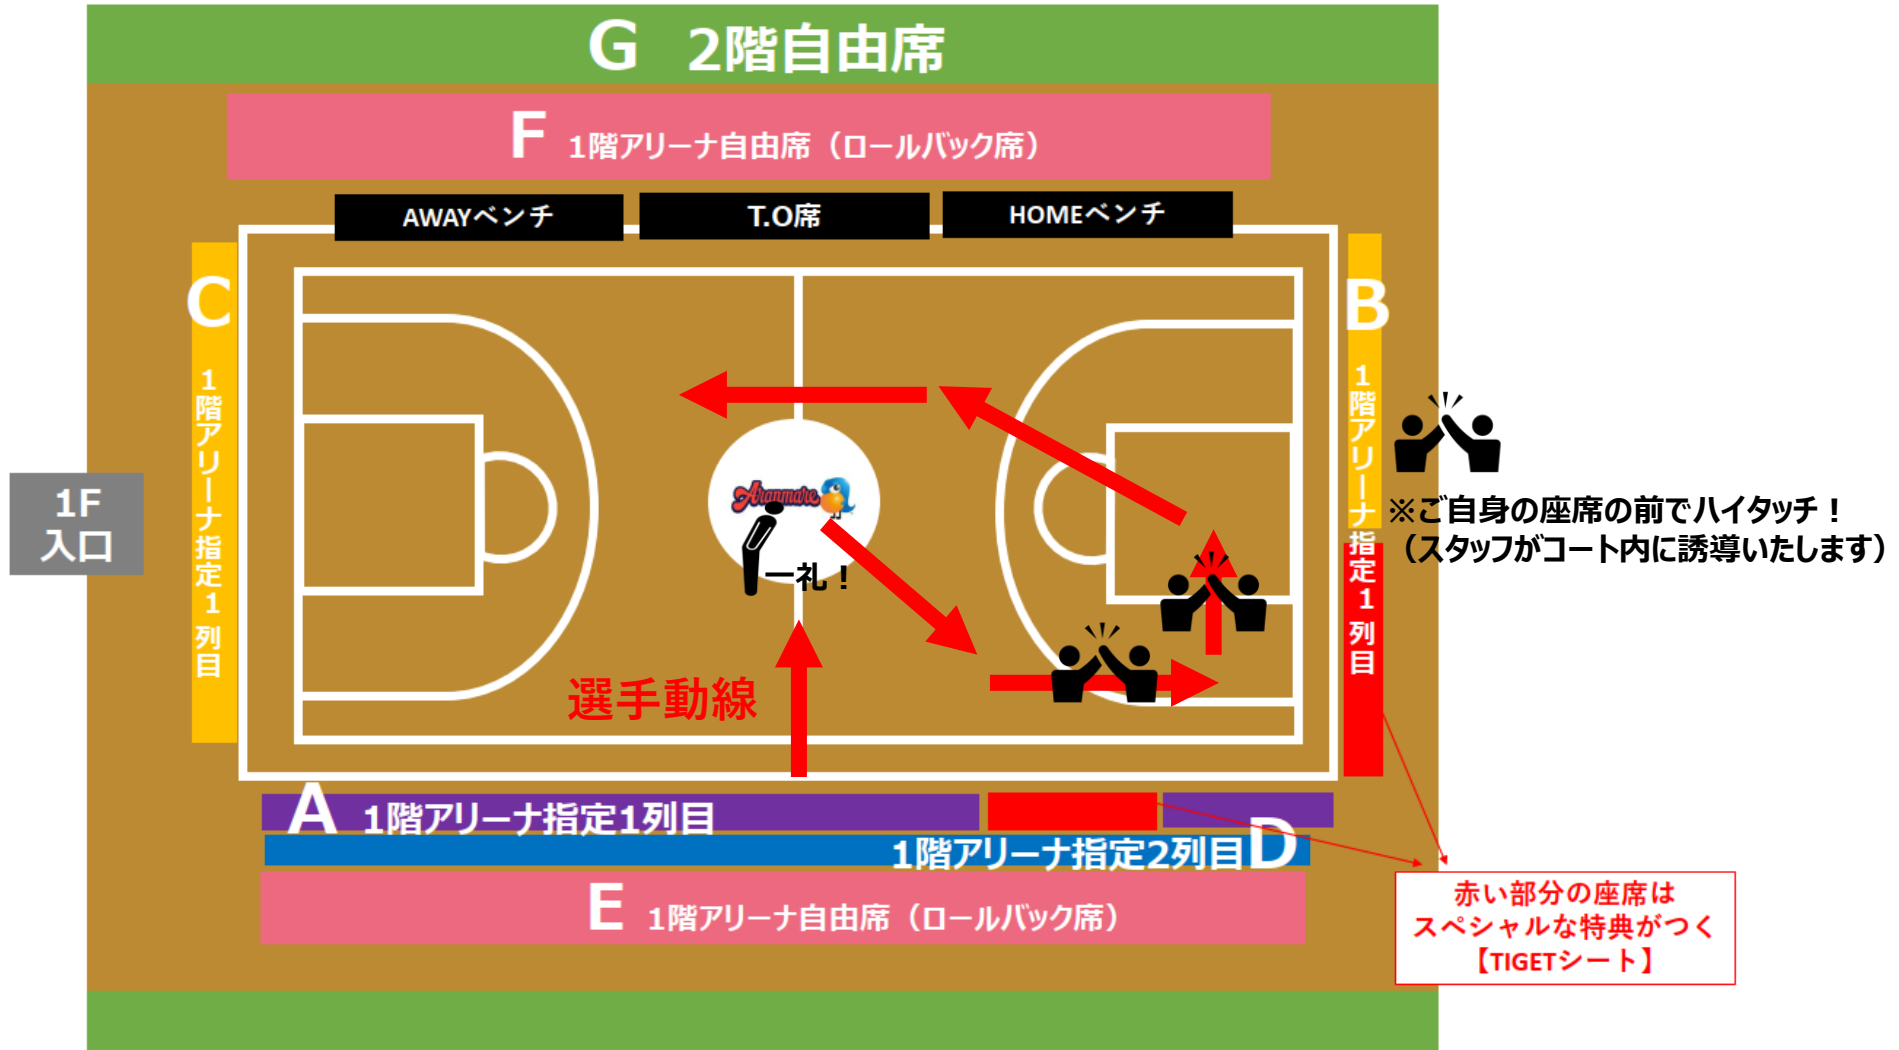 G 2階自由席
F 1階アリーナ自由席（ロールバック席）
AWAYベンチ
T.O席
HOMEベンチ
C
1階アリーナ指定1列目
B
1階アリーナ指定1列目
1F
入口
Aranmare
一礼！
選手動線
※ご自身の座席の前でハイタッチ！
（スタッフがコート内に誘導いたします）
A 1階アリーナ指定1列目
1階アリーナ指定2列目D
E 1階アリーナ自由席（ロールバック席）
赤い部分の座席は
スペシャルな特典がつく
【TIGETシート】